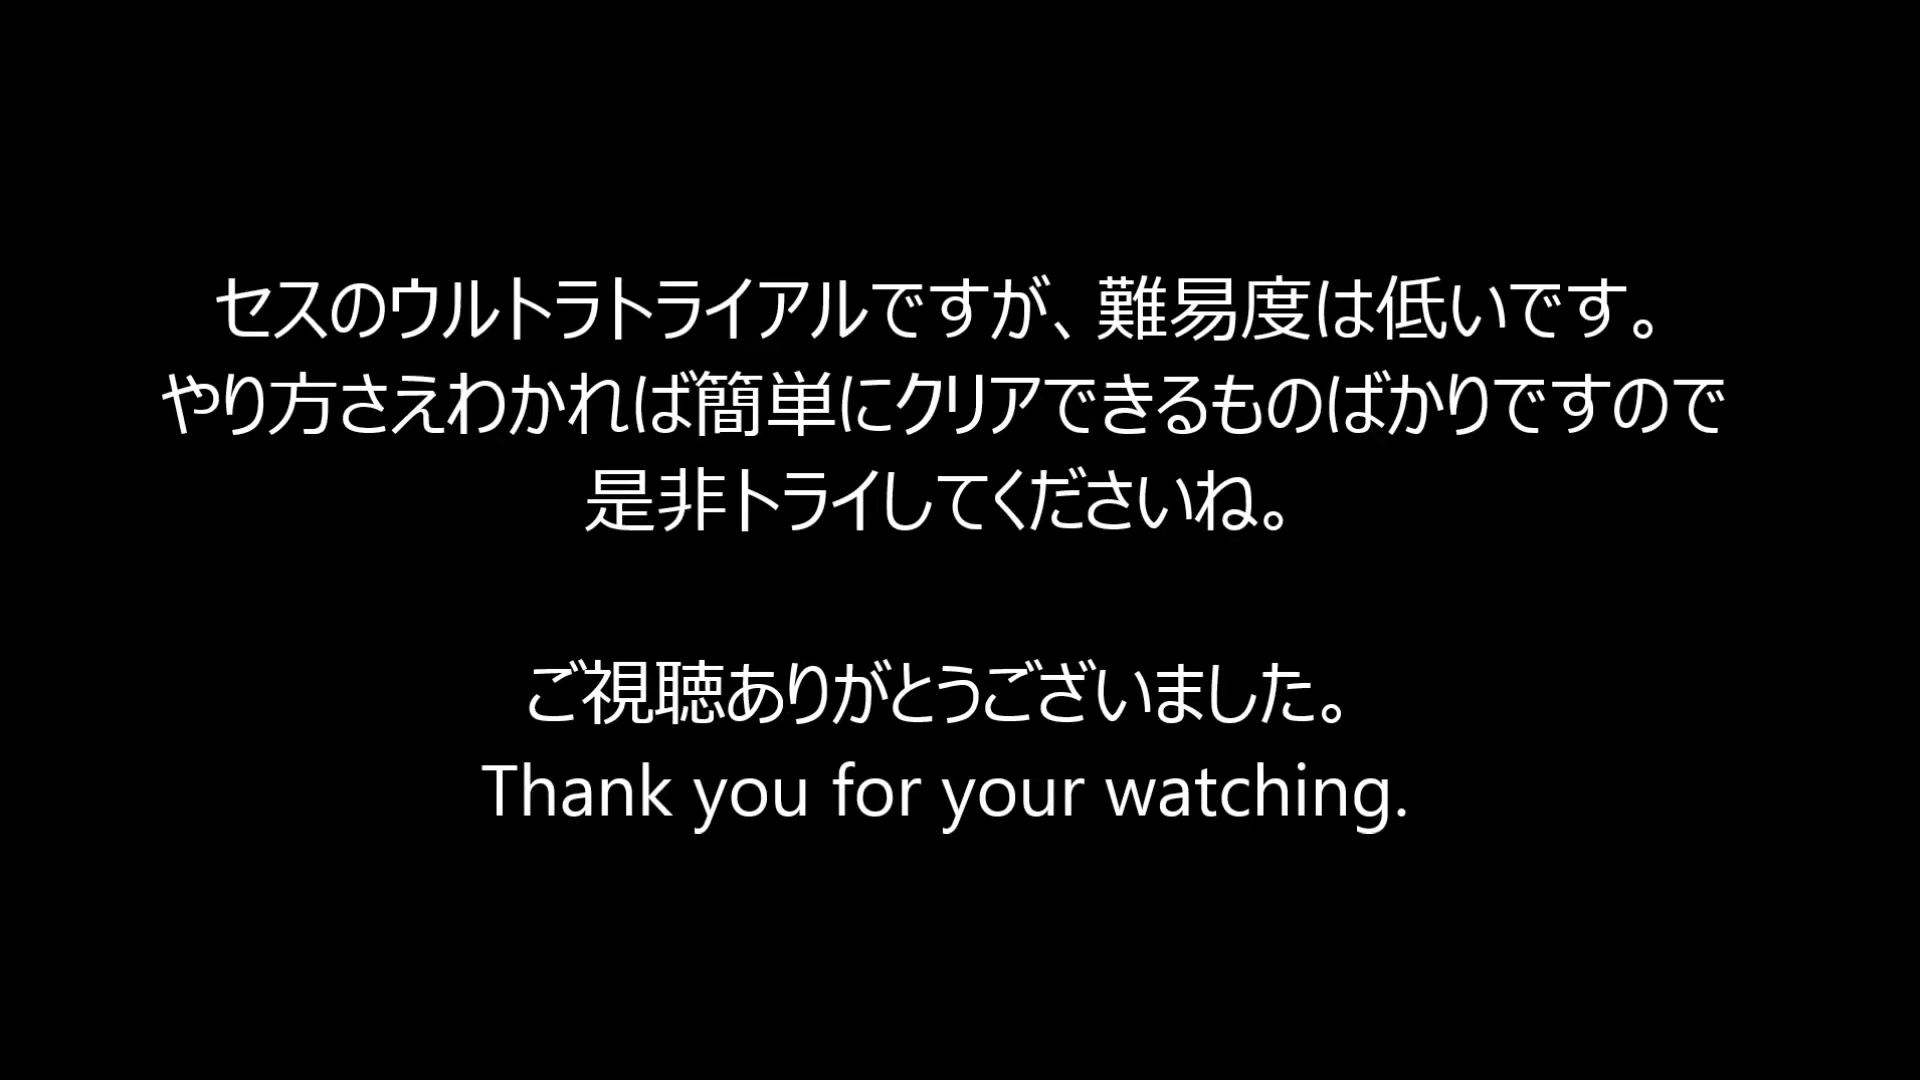 セスのウルトラトライアルですが、難易度は低いです。
やり方さえわかれば簡単にクリアできるものばかりですので
是非トライしてくださいね。
ご視聴ありがとうございました。
Thank you for your watching.